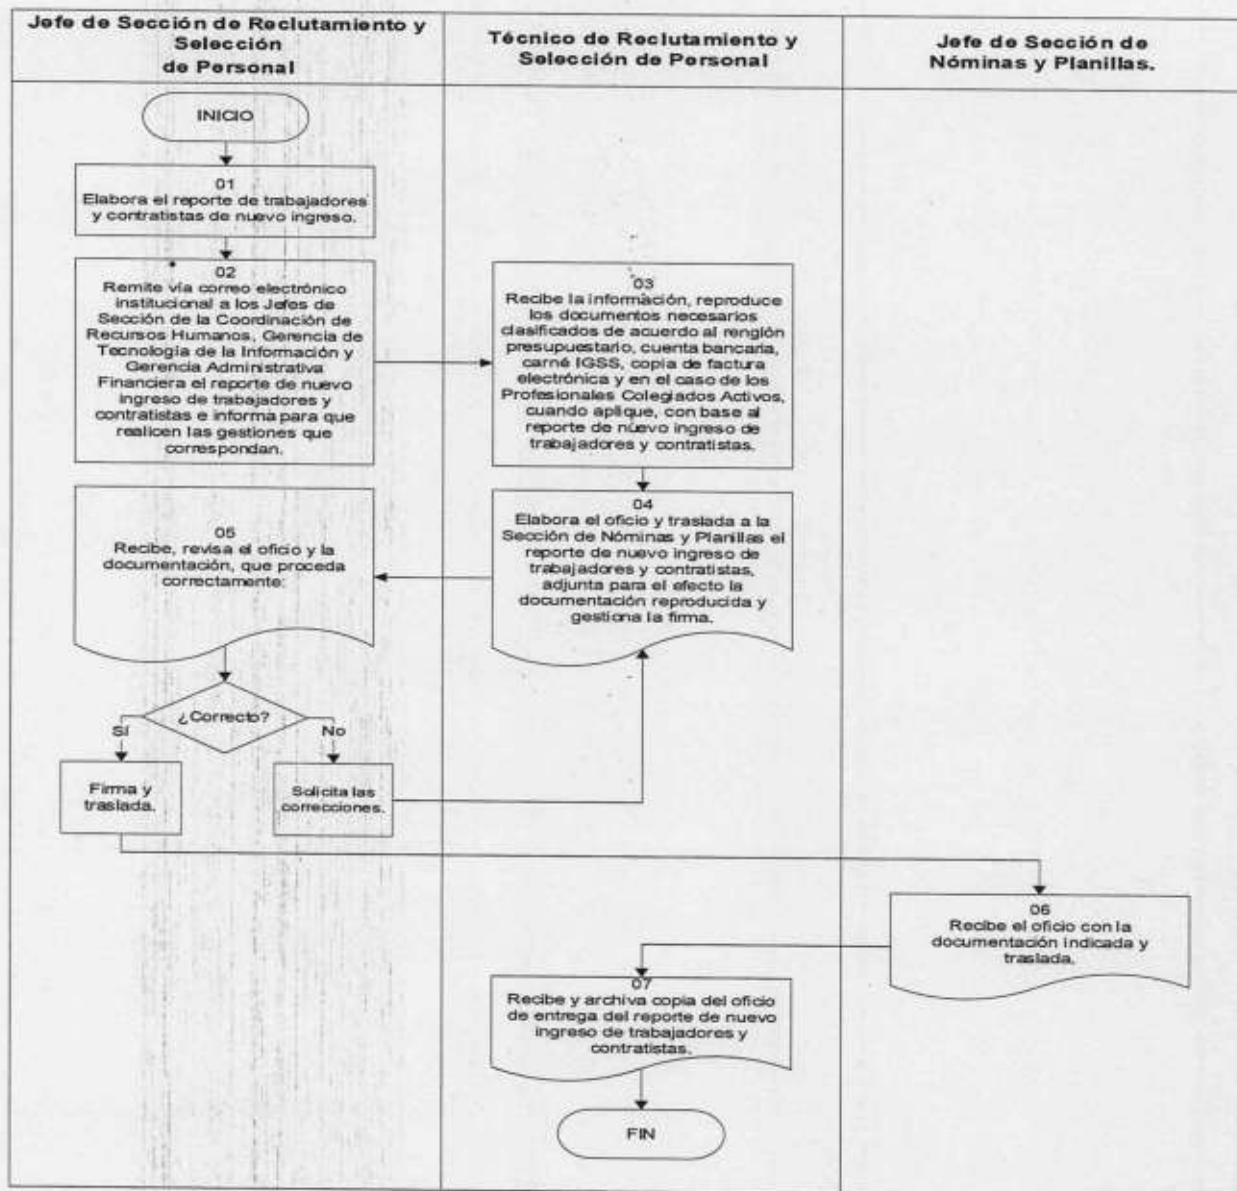 Jefe de Sección de Reclutamiento y
Selección
de Personal
Técnico de Reclutamiento y
Selección de Personal
Jefe de Sección de
Nóminas y Planillas.
INICIO
01
Elabora el reporte de trabajadores
y contratistas de nuevo ingreso.
02
Remite vía correo electrónico
institucional a los Jefes de
Sección de la Coordinación de
Recursos Humanos, Gerencia de
Tecnología de la Información y
Gerencia Administrativa
Financiera el reporte de nuevo
ingreso de trabajadores y
contratistas e informa para que
realicen las gestiones que
correspondan.
03
Recibe la información, reproduce
los documentos necesarios
clasificados de acuerdo al renglón
presupuestario, cuenta bancaria,
carné IGSS, copia de factura
electrónica y en el caso de los
Profesionales Colegiados Activos,
cuando aplique, con base al
reporte de nuevo ingreso de
trabajadores y contratistas.
04
Elabora el oficio y traslada a la
Sección de Nóminas y Planillas el
reporte de nuevo ingreso de
trabajadores y contratistas,
adjunta para el efecto la
documentación reproducida y
gestiona la firma.
05
Recibe, revisa el oficio y la
documentación, que proceda
correctamente:
¿Correcto?
Sí
No
Firma y
traslada.
Solicita las
correcciones.
06
Recibe el oficio con la
documentación indicada y
traslada.
07
Recibe y archiva copia del oficio
de entrega del reporte de nuevo
ingreso de trabajadores y
contratistas.
FIN